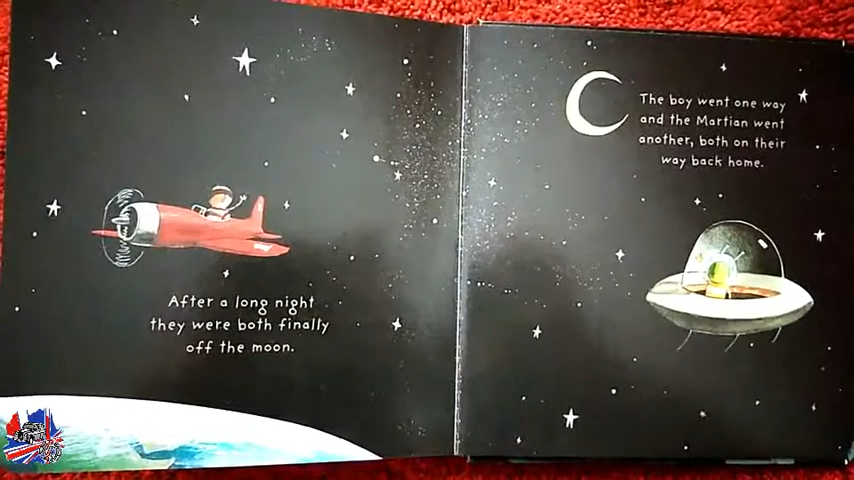 After a long night
they were both finally
off the moon.
The boy went one way
and the Martian went
another, both on their
way back home.